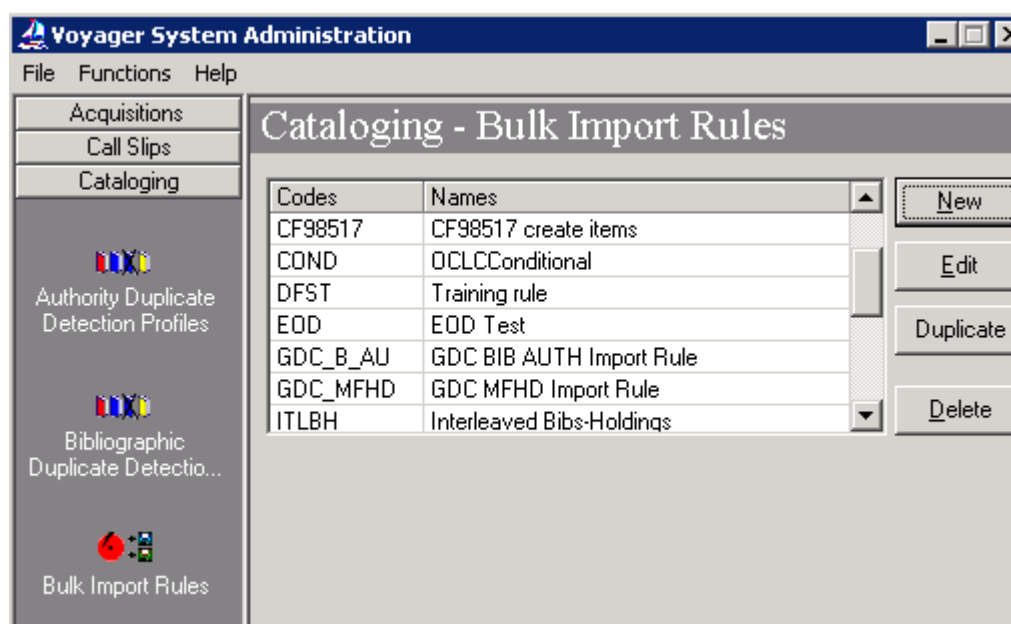 Voyager System Administration
File Functions Help
Acquisitions
Call Slips
Cataloging
Authority Duplicate
Detection Profiles
Bibliographic
Duplicate Detectio...
Bulk Import Rules
Cataloging - Bulk Import Rules
Codes Names
CF98517 CF98517 create items
COND OCLCConditional
DFST Training rule
EOD EOD Test
GDC_B_AU GDC BIB AUTH Import Rule
GDC_MFHD GDC MFHD Import Rule
ITLBH Interleaved Bibs-Holdings
New
Edit
Duplicate
Delete